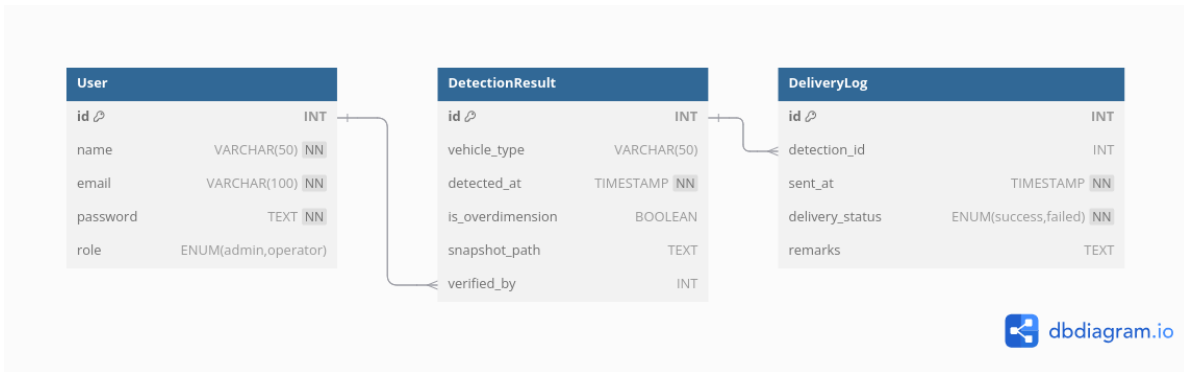 User
id INT
name VARCHAR(50) NN
email VARCHAR(100) NN
password TEXT NN
role ENUM(admin,operator)
DetectionResult
id INT
vehicle_type VARCHAR(50)
detected_at TIMESTAMP NN
is_overdimension BOOLEAN
snapshot_path TEXT
verified_by INT
DeliveryLog
id INT
detection_id INT
sent_at TIMESTAMP NN
delivery_status ENUM(success,failed) NN
remarks TEXT
dbdiagram.io